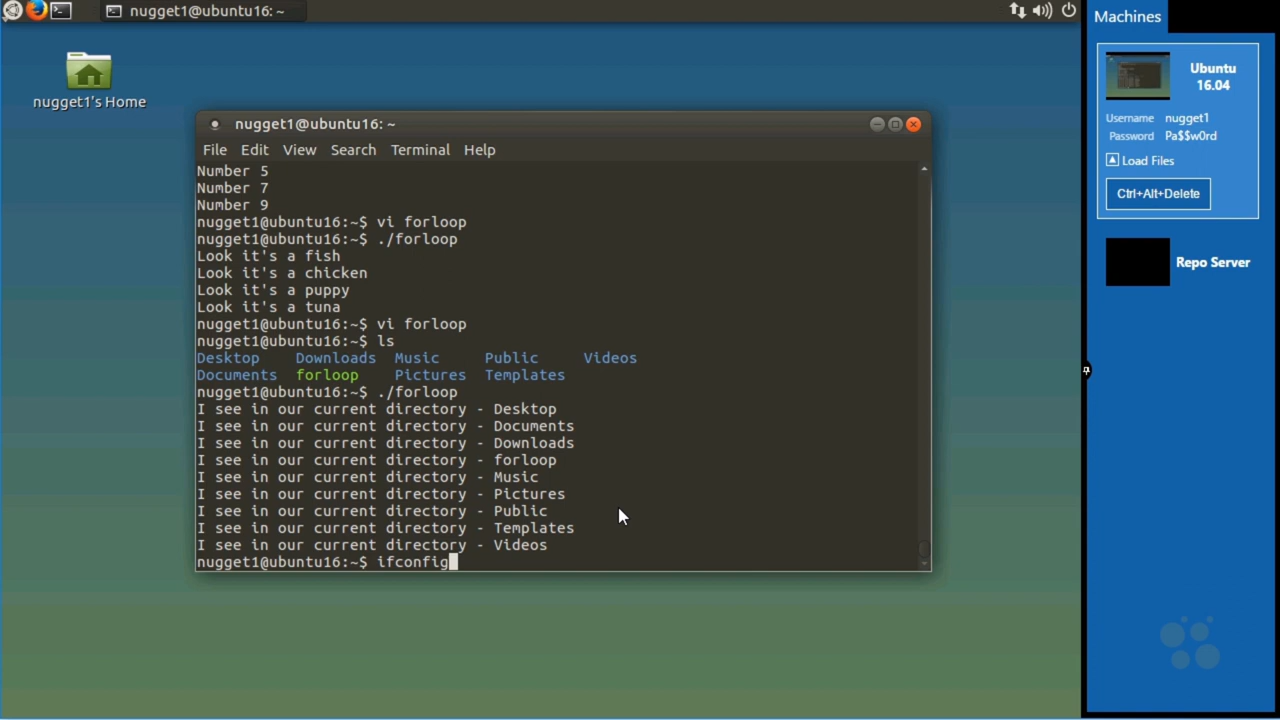 nugget1@ubuntu16: ~
nugget1's Home
nugget1@ubuntu16: ~
File Edit View Search Terminal Help
Number 5
Number 7
Number 9
nugget1@ubuntu16:~$ vi forloop
nugget1@ubuntu16:~$ ./forloop
Look it's a fish
Look it's a chicken
Look it's a puppy
Look it's a tuna
nugget1@ubuntu16:~$ vi forloop
nugget1@ubuntu16:~$ ls
Desktop Downloads Music Public Videos
Documents forloop Pictures Templates
nugget1@ubuntu16:~$ ./forloop
I see in our current directory - Desktop
I see in our current directory - Documents
I see in our current directory - Downloads
I see in our current directory - forloop
I see in our current directory - Music
I see in our current directory - Pictures
I see in our current directory - Public
I see in our current directory - Templates
I see in our current directory - Videos
nugget1@ubuntu16:~$ ifconfig
Machines
Ubuntu
16.04
Username nugget1
Password Pa$$w0rd
Load Files
Ctrl+Alt+Delete
Repo Server